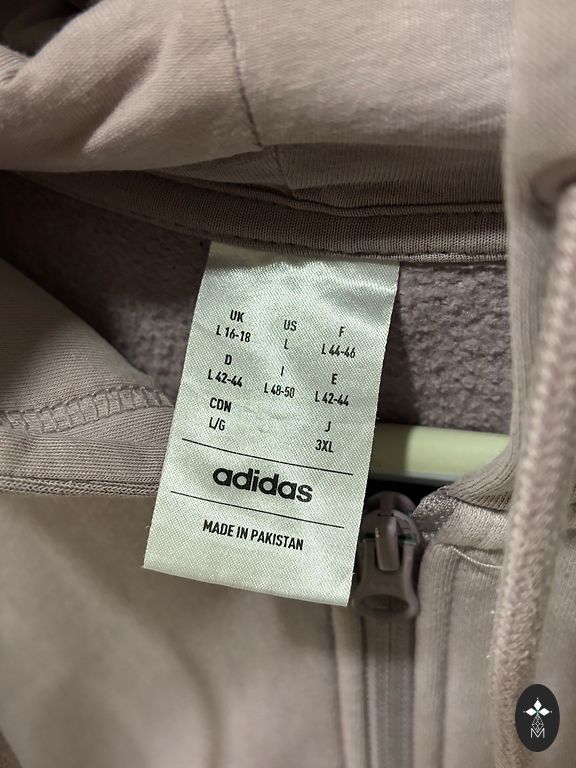 UK US F
L 16-18 L L 44-46
D I E
L 42-44 L 48-50 L 42-44
CDN J
L/G 3XL
adidas
MADE IN PAKISTAN
M